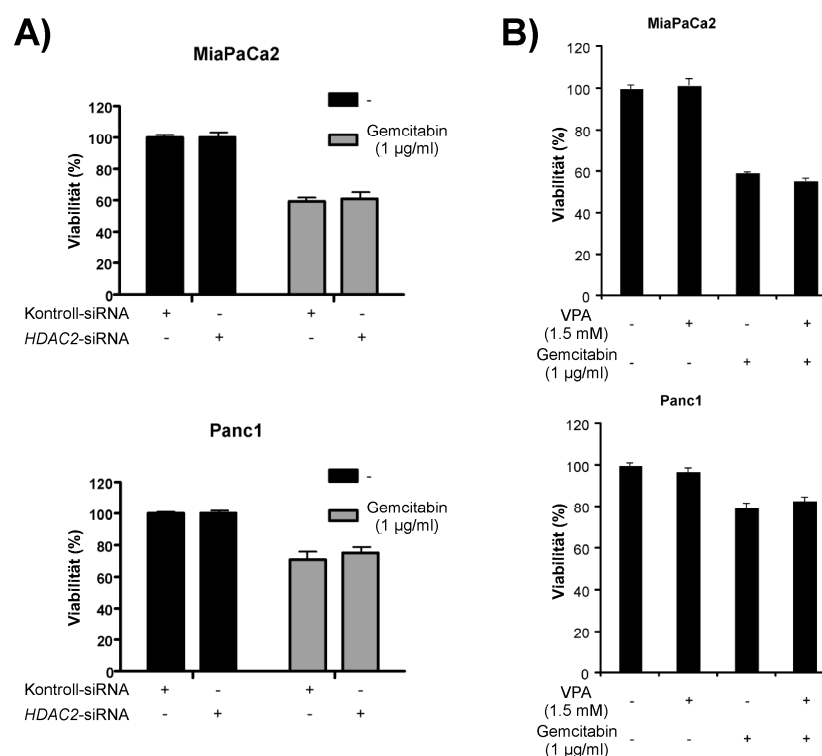 A)
MiaPaCa2
-
Gemcitabin
(1 µg/ml)
Viabilität (%)
120
100
80
60
40
20
0
Kontroll-siRNA + - + -
HDAC2-siRNA - + - +
Panc1
-
Gemcitabin
(1 µg/ml)
Viabilität (%)
120
100
80
60
40
20
0
Kontroll-siRNA + - + -
HDAC2-siRNA - + - +
B)
MiaPaCa2
Viabilität (%)
120
100
80
60
40
20
0
VPA
(1.5 mM) - + - +
Gemcitabin
(1 µg/ml) - - + +
Panc1
Viabilität (%)
120
100
80
60
40
20
0
VPA
(1.5 mM) - + - +
Gemcitabin
(1 µg/ml) - - + +